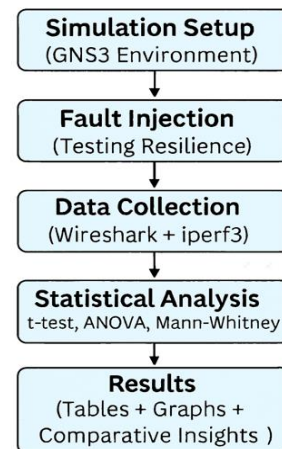 Simulation Setup
(GNS3 Environment)
Fault Injection
(Testing Resilience)
Data Collection
(Wireshark + iperf3)
Statistical Analysis
t-test, ANOVA, Mann-Whitney
Results
(Tables + Graphs +
Comparative Insights )